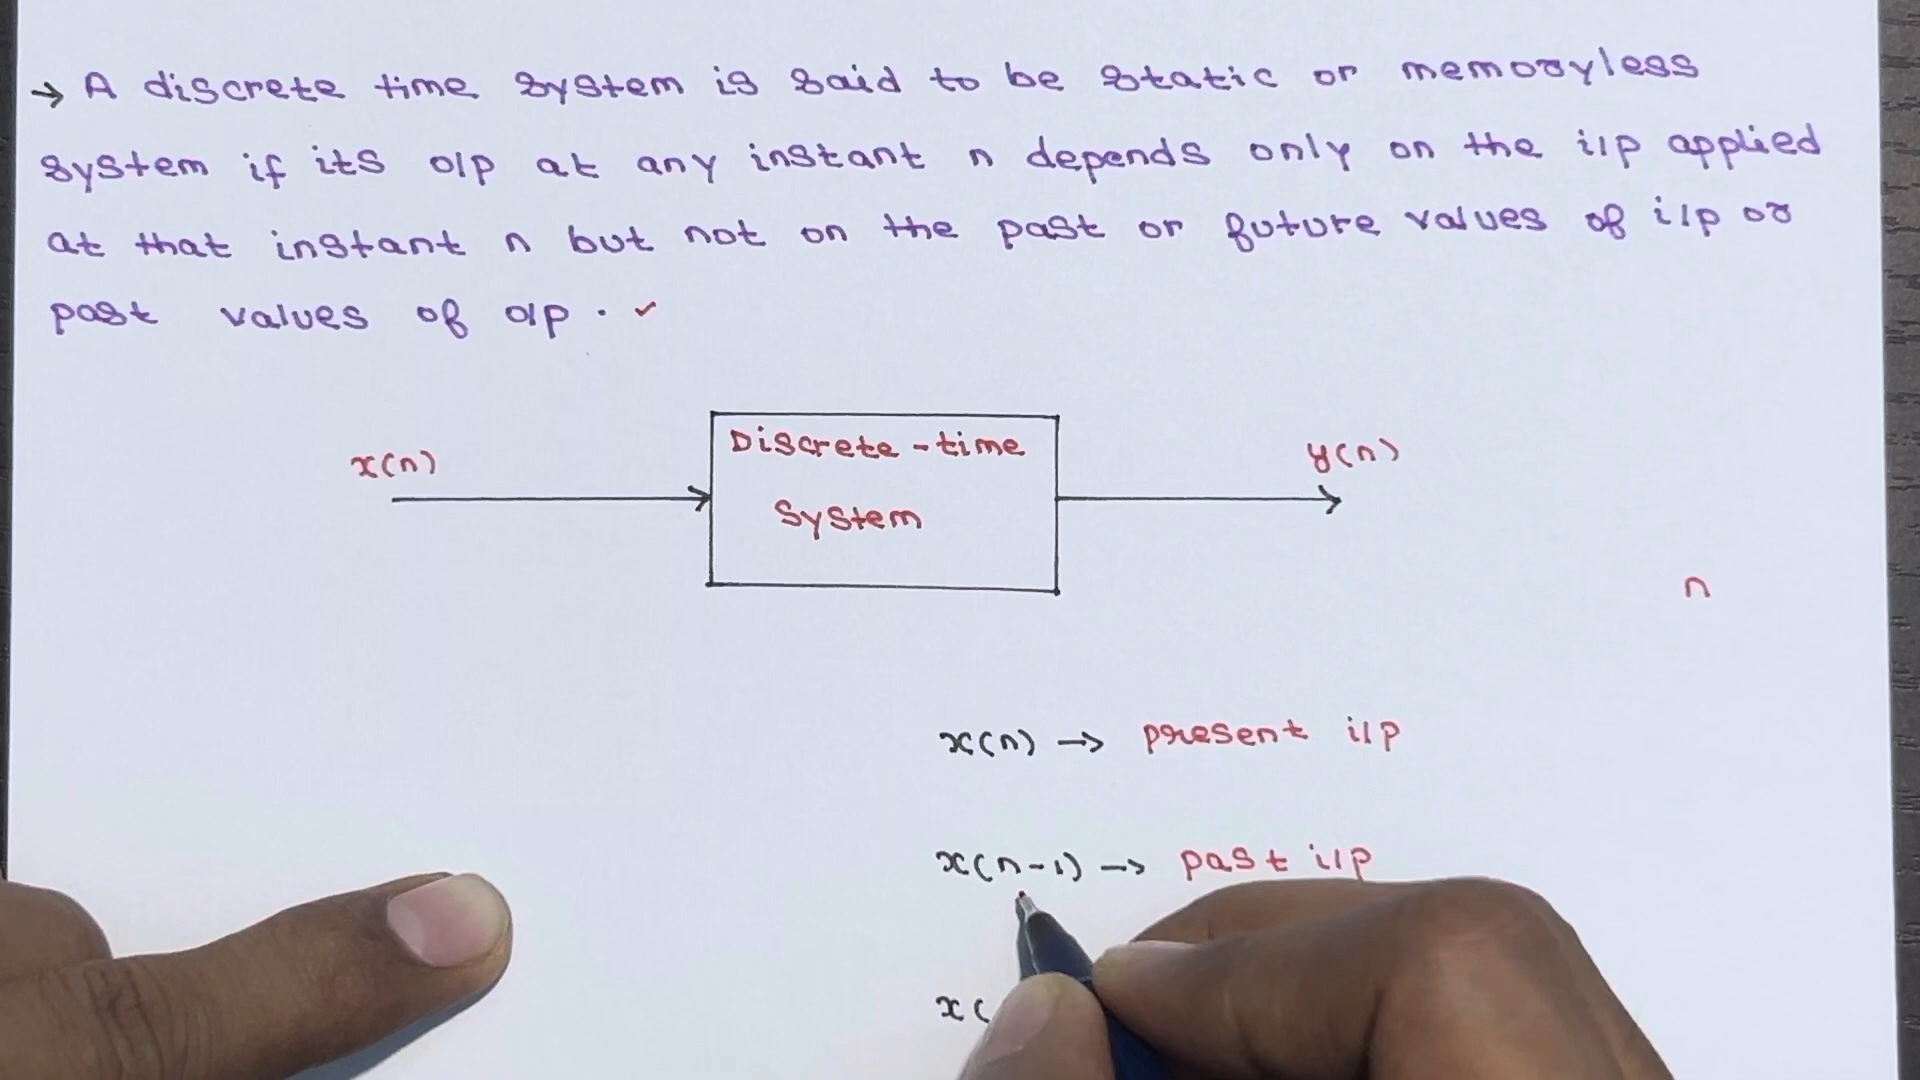 → A discrete time system is said to be static or memoryless
system if its o/p at any instant n depends only on the i/p applied
at that instant n but not on the past or future values of i/p or
past values of o/p. ✓
x(n)
Discrete-time
System
y(n)
n
x(n) → present i/p
x(n-1) → past i/p
x(